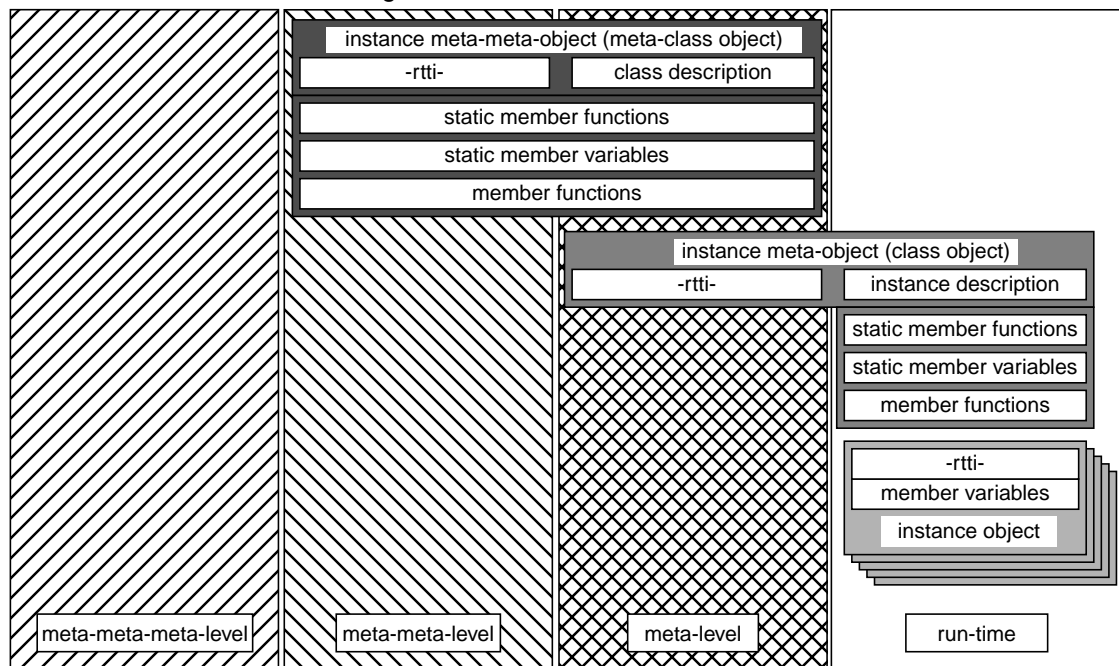 instance meta-meta-object (meta-class object)
-rtti- class description
static member functions
static member variables
member functions
instance meta-object (class object)
-rtti- instance description
static member functions
static member variables
member functions
-rtti-
member variables
instance object
meta-meta-meta-level meta-meta-level meta-level run-time